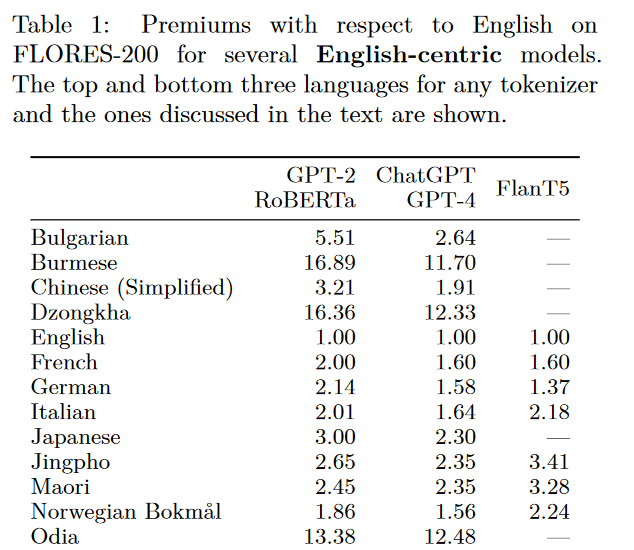 Table 1: Premiums with respect to English on
FLORES-200 for several English-centric models.
The top and bottom three languages for any tokenizer
and the ones discussed in the text are shown.
GPT-2 ChatGPT FlanT5
RoBERTa GPT-4
Bulgarian 5.51 2.64 —
Burmese 16.89 11.70 —
Chinese (Simplified) 3.21 1.91 —
Dzongkha 16.36 12.33 —
English 1.00 1.00 1.00
French 2.00 1.60 1.60
German 2.14 1.58 1.37
Italian 2.01 1.64 2.18
Japanese 3.00 2.30 —
Jingpho 2.65 2.35 3.41
Maori 2.45 2.35 3.28
Norwegian Bokmål 1.86 1.56 2.24
Odia 13.38 12.48 —